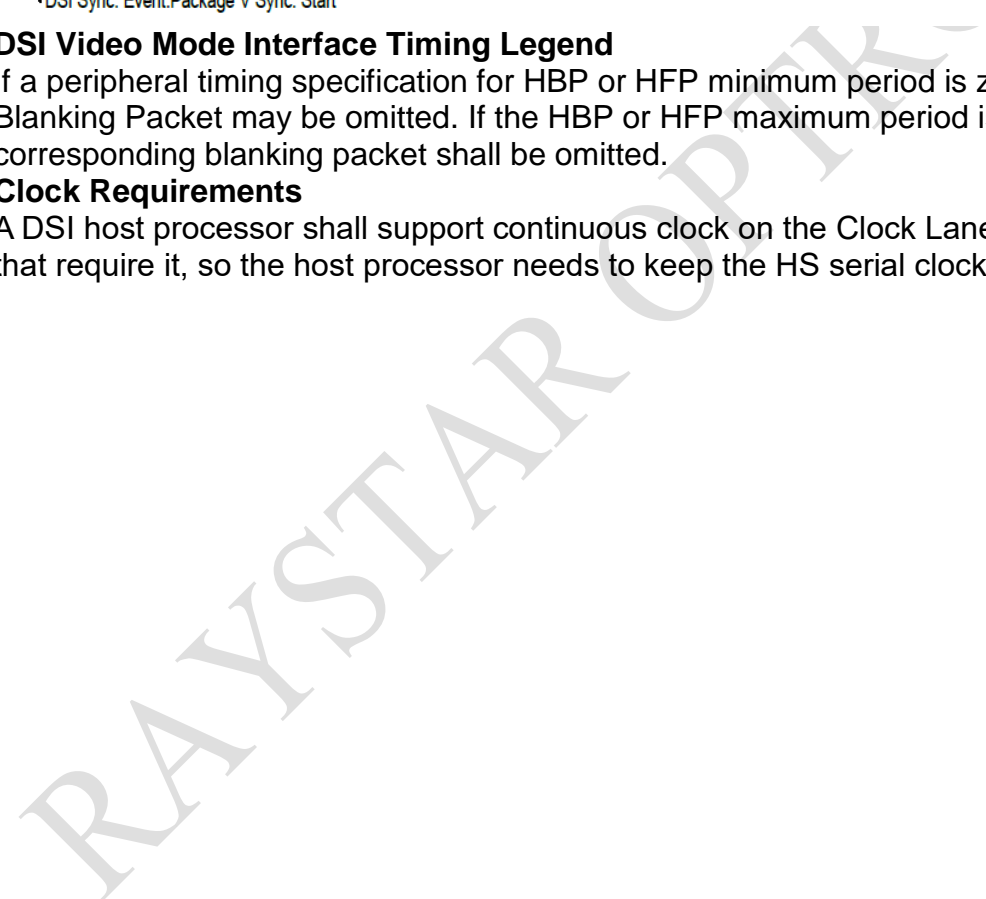 DSI Sync. Event:Package V Sync. Start
DSI Video Mode Interface Timing Legend
If a peripheral timing specification for HBP or HFP minimum period is
Blanking Packet may be omitted. If the HBP or HFP maximum period
corresponding blanking packet shall be omitted.
Clock Requirements
A DSI host processor shall support continuous clock on the Clock Lane
that require it, so the host processor needs to keep the HS serial clock
RAYSTAR